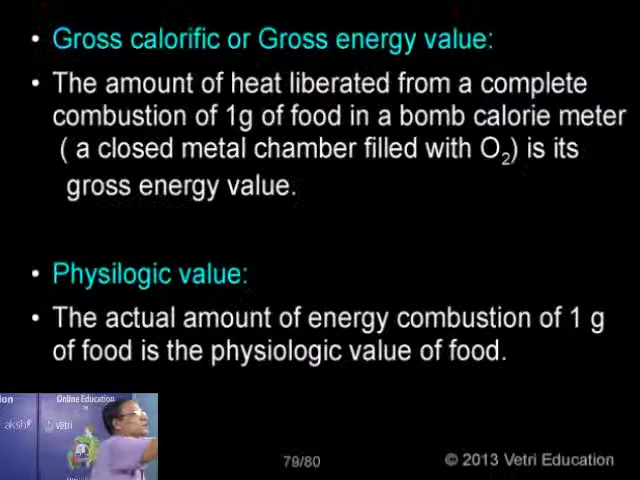 • Gross calorific or Gross energy value:
• The amount of heat liberated from a complete
combustion of 1g of food in a bomb calorie meter
( a closed metal chamber filled with O₂) is its
gross energy value.
• Physilogic value:
• The actual amount of energy combustion of 1 g
of food is the physiologic value of food.
Online Education
vetri
79/80
© 2013 Vetri Education